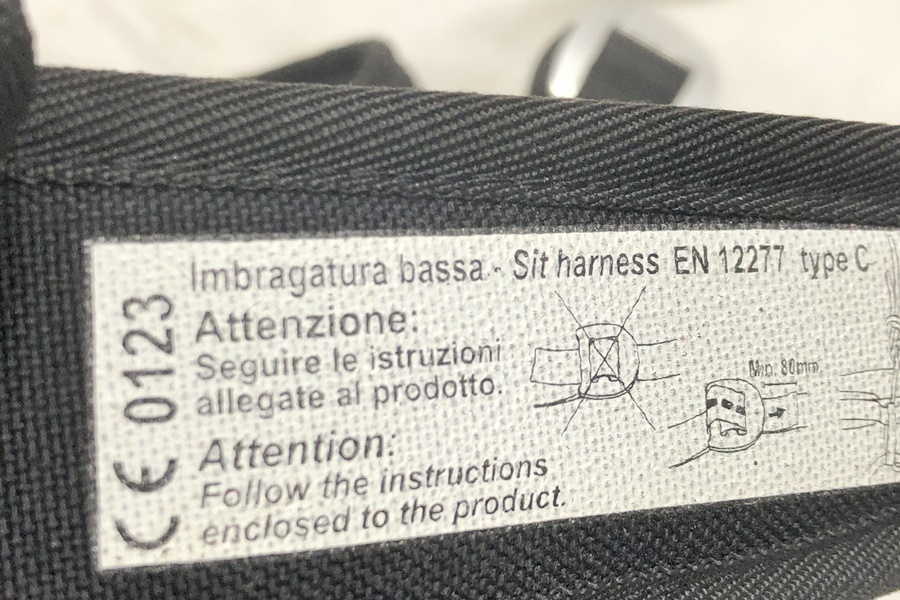 Imbragatura bassa - Sit harness EN 12277 type C
Attenzione:
Seguire le istruzioni
allegate al prodotto.
Attention:
Follow the instructions
enclosed to the product.
CE 0123
Min. 80mm